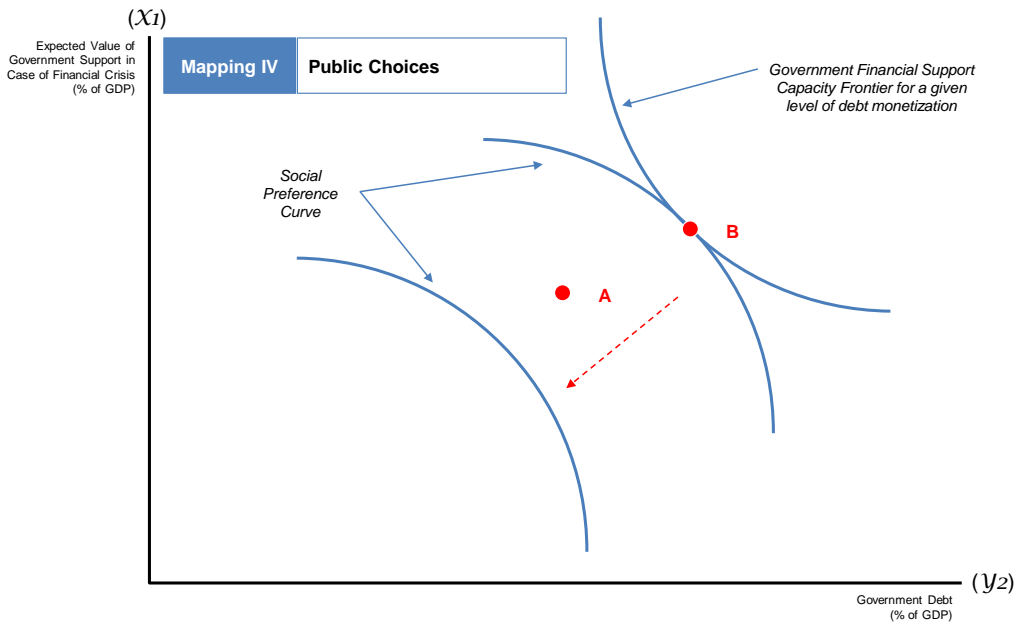 (X1)
Expected Value of
Government Support in
Case of Financial Crisis
(% of GDP)
Mapping IV
Public Choices
Government Financial Support
Capacity Frontier for a given
level of debt monetization
Social
Preference
Curve
B
A
(Y2)
Government Debt
(% of GDP)